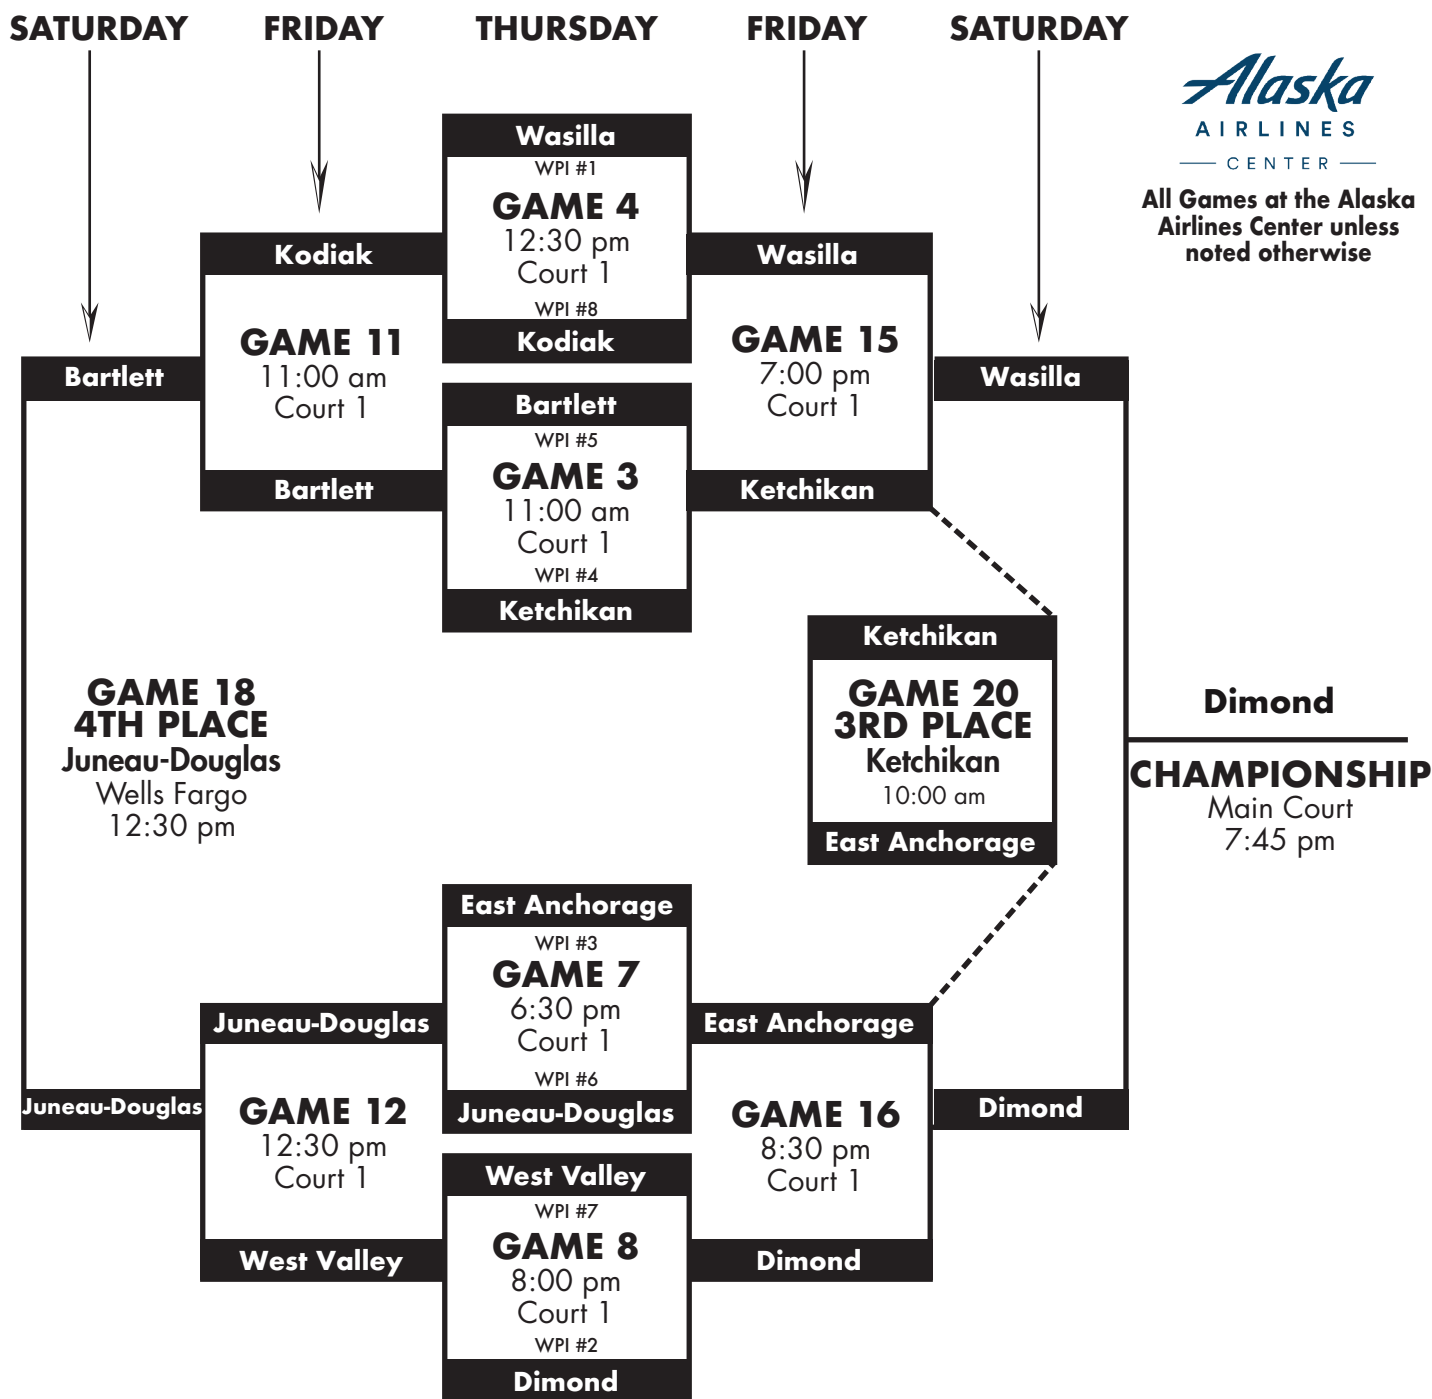 SATURDAY
FRIDAY
THURSDAY
FRIDAY
SATURDAY
Alaska
AIRLINES
CENTER
All Games at the Alaska
Airlines Center unless
noted otherwise
Wasilla
WPI #1
GAME 4
12:30 pm
Court 1
WPI #8
Kodiak
Kodiak
GAME 11
11:00 am
Court 1
Bartlett
Wasilla
GAME 15
7:00 pm
Court 1
Ketchikan
Bartlett
Wasilla
Bartlett
WPI #5
GAME 3
11:00 am
Court 1
WPI #4
Ketchikan
Ketchikan
GAME 20
3RD PLACE
Ketchikan
10:00 am
East Anchorage
GAME 18
4TH PLACE
Juneau-Douglas
Wells Fargo
12:30 pm
Dimond
CHAMPIONSHIP
Main Court
7:45 pm
East Anchorage
WPI #3
GAME 7
6:30 pm
Court 1
WPI #6
Juneau-Douglas
Juneau-Douglas
GAME 12
12:30 pm
Court 1
West Valley
East Anchorage
GAME 16
8:30 pm
Court 1
Dimond
Juneau-Douglas
Dimond
West Valley
WPI #7
GAME 8
8:00 pm
Court 1
WPI #2
Dimond